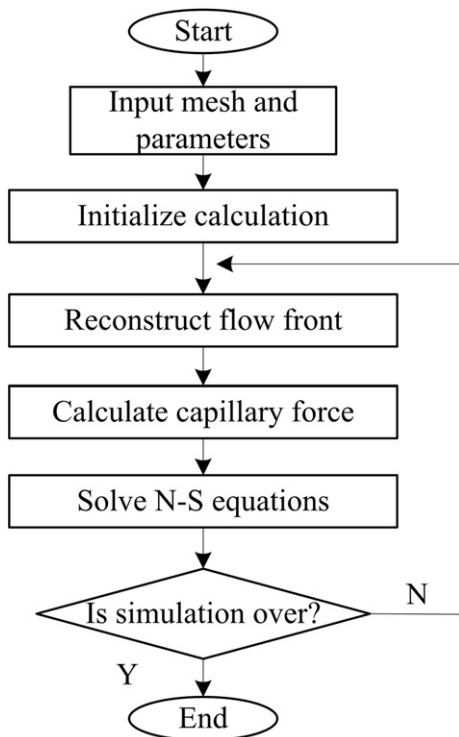 Start
Input mesh and
parameters
Initialize calculation
Reconstruct flow front
Calculate capillary force
Solve N-S equations
Is simulation over?
N
Y
End